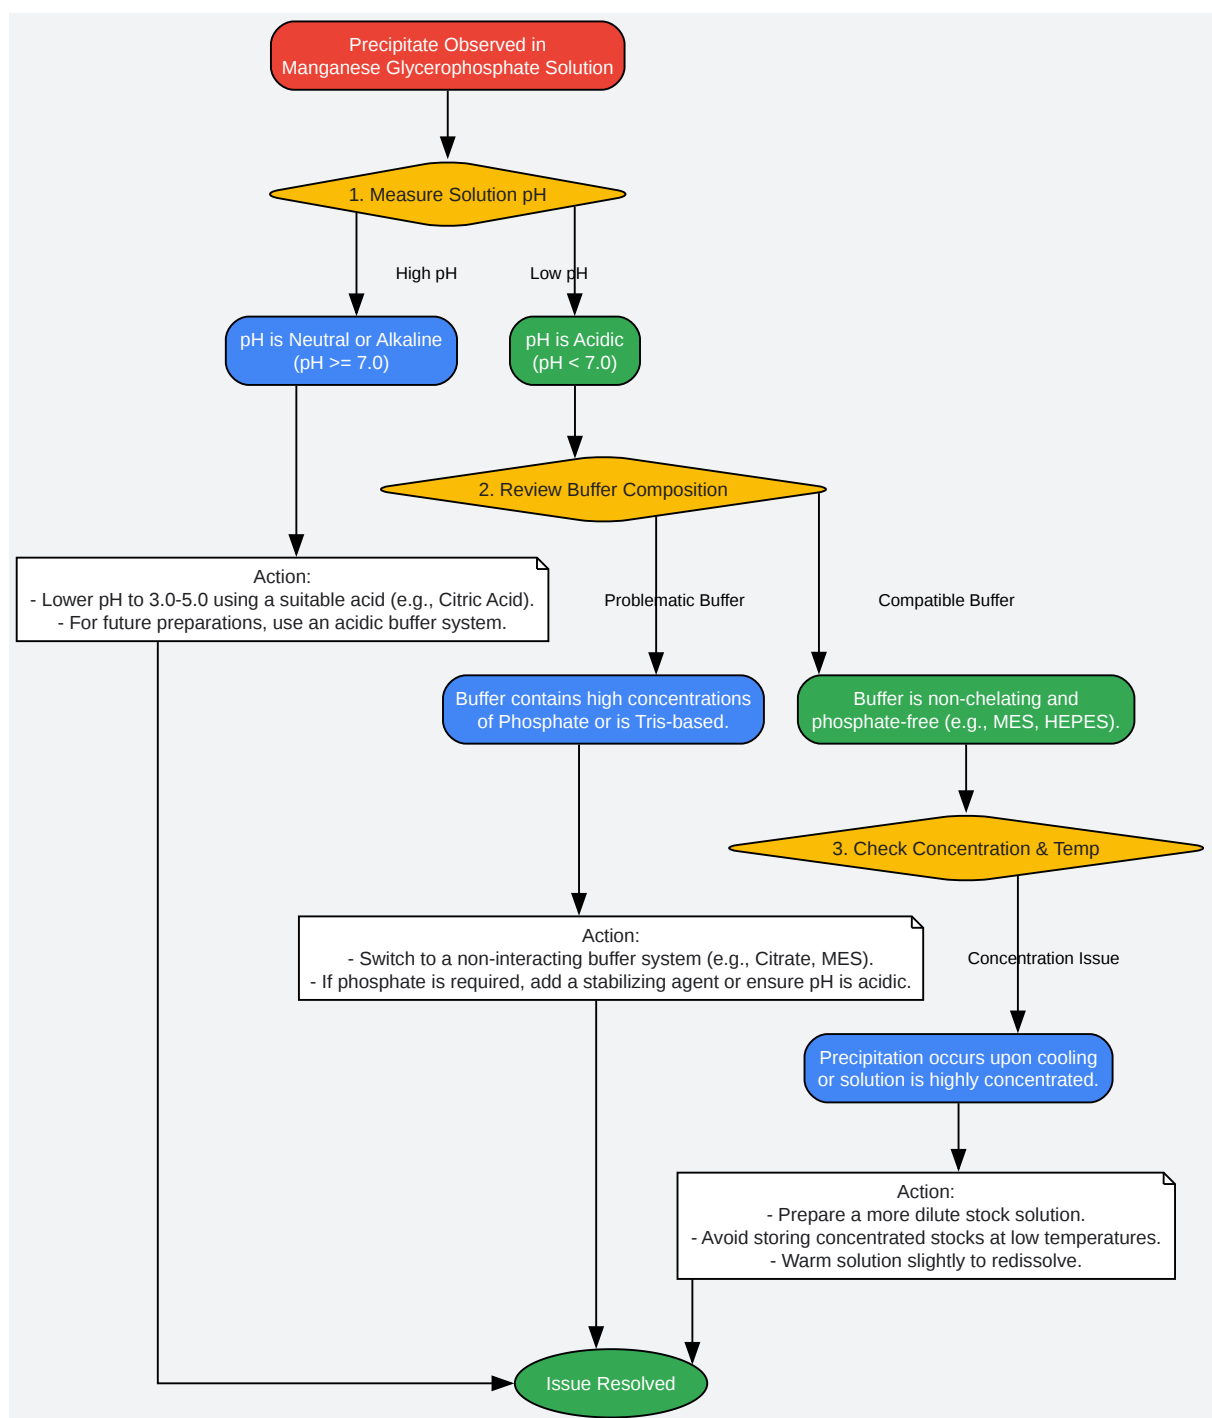 Precipitate Observed in
Manganese Glycerophosphate Solution
1. Measure Solution pH
High pH
Low pH
pH is Neutral or Alkaline
(pH >= 7.0)
pH is Acidic
(pH < 7.0)
2. Review Buffer Composition
Action:
- Lower pH to 3.0-5.0 using a suitable acid (e.g., Citric Acid).
- For future preparations, use an acidic buffer system.
Problematic Buffer
Compatible Buffer
Buffer contains high concentrations
of Phosphate or is Tris-based.
Buffer is non-chelating and
phosphate-free (e.g., MES, HEPES).
3. Check Concentration & Temp
Action:
- Switch to a non-interacting buffer system (e.g., Citrate, MES).
- If phosphate is required, add a stabilizing agent or ensure pH is acidic.
Concentration Issue
Precipitation occurs upon cooling
or solution is highly concentrated.
Action:
- Prepare a more dilute stock solution.
- Avoid storing concentrated stocks at low temperatures.
- Warm solution slightly to redissolve.
Issue Resolved